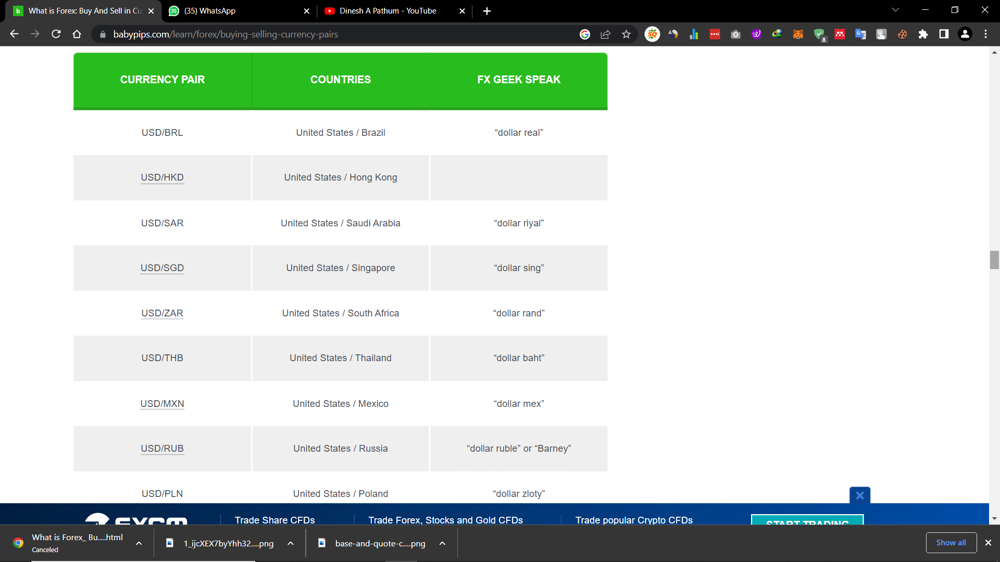 What is Forex: Buy And Sell in Cu
(35) WhatsApp
Dinesh A Pathum - YouTube
babypips.com/learn/forex/buying-selling-currency-pairs
8
CURRENCY PAIR COUNTRIES FX GEEK SPEAK
USD/BRL United States / Brazil “dollar real”
USD/HKD United States / Hong Kong
USD/SAR United States / Saudi Arabia “dollar riyal”
USD/SGD United States / Singapore “dollar sing”
USD/ZAR United States / South Africa “dollar rand”
USD/THB United States / Thailand “dollar baht”
USD/MXN United States / Mexico “dollar mex”
USD/RUB United States / Russia “dollar ruble” or “Barney”
USD/PLN United States / Poland “dollar zloty”
Trade Share CFDs Trade Forex, Stocks and Gold CFDs Trade popular Crypto CFDs START TRADING
What is Forex_ Bu....html
Canceled
1_ijcXEX7byYhh32....png
base-and-quote-c....png
Show all